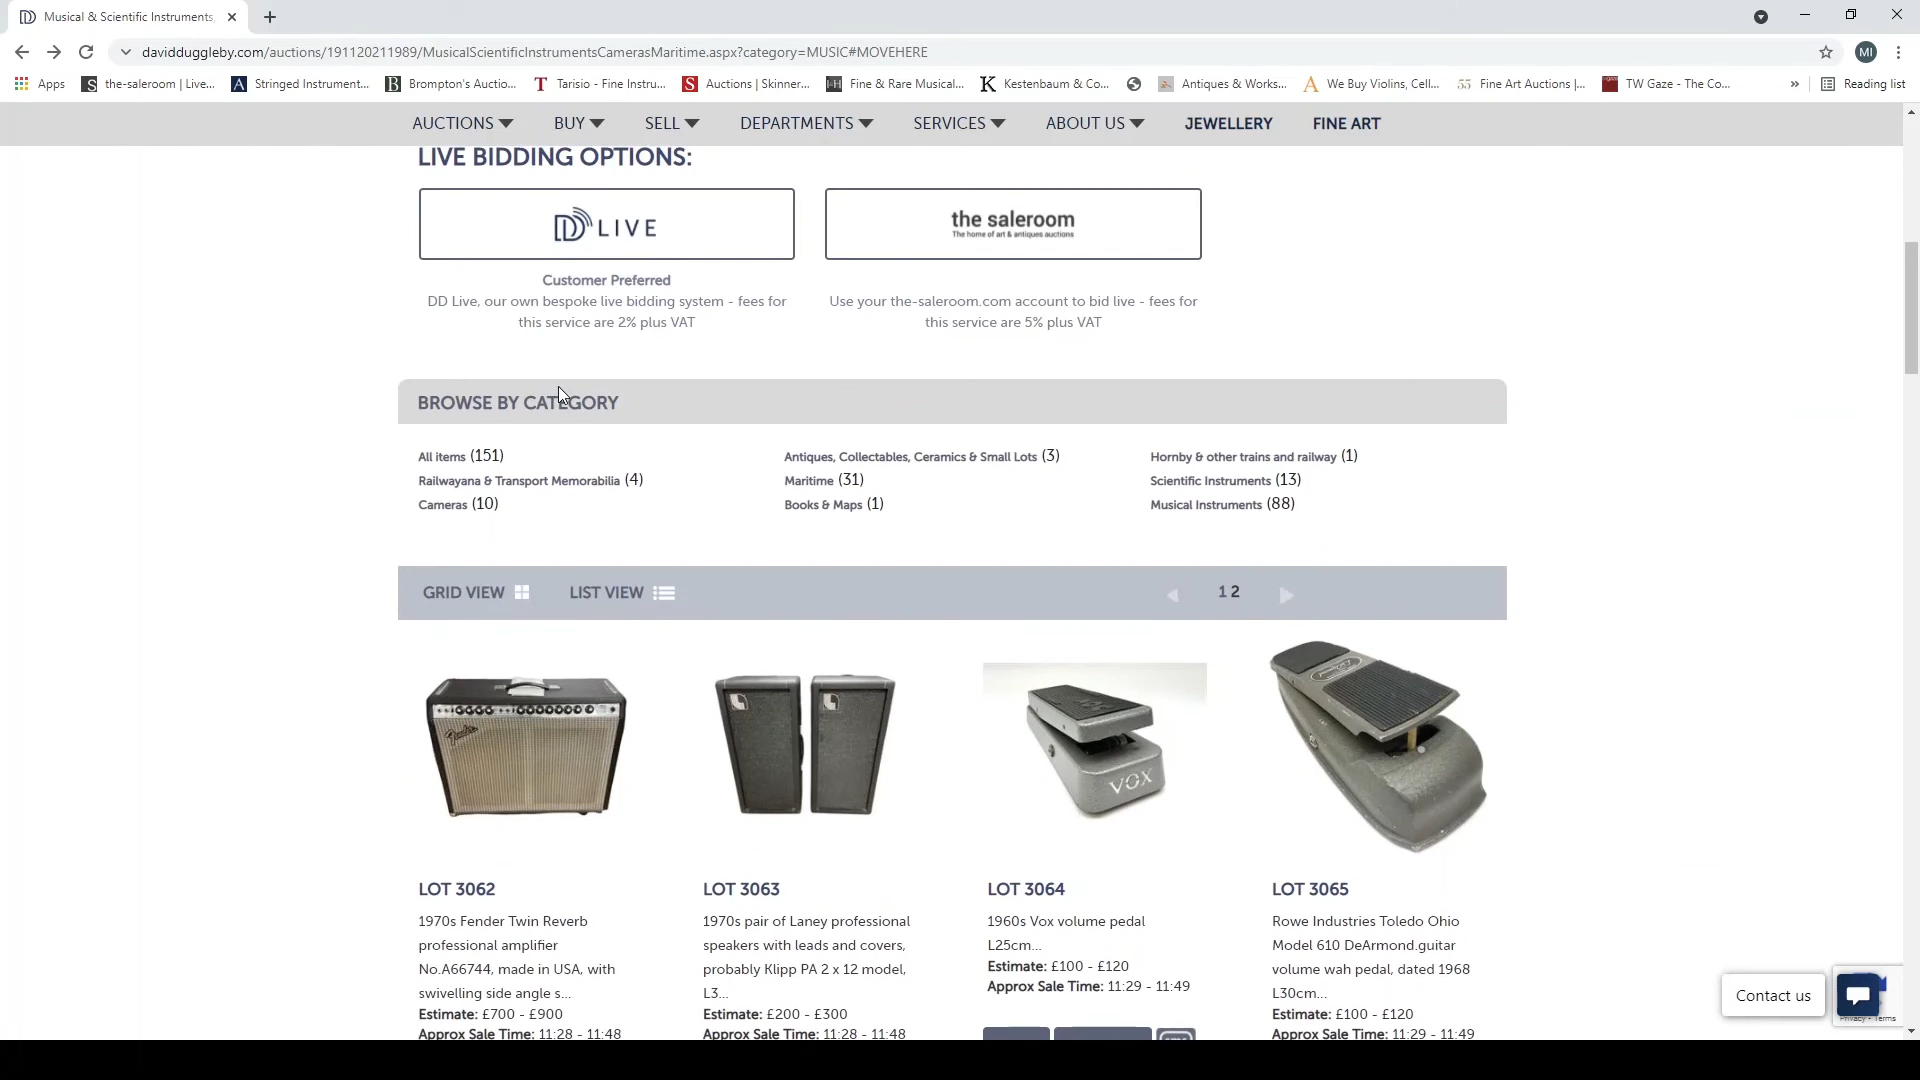 Musical & Scientific Instruments,
davidduggleby.com/auctions/191120211989/MusicalScientificInstrumentsCamerasMaritime.aspx?category=MUSIC#MOVEHERE
MI
Apps the-saleroom | Live... Stringed Instrument... Brompton's Auctio... Tarisio - Fine Instru... Auctions | Skinner... Fine & Rare Musical... Kestenbaum & Co... Antiques & Works... We Buy Violins, Cell... Fine Art Auctions |... TW Gaze - The Co... » Reading list
AUCTIONS BUY SELL DEPARTMENTS SERVICES ABOUT US JEWELLERY FINE ART
LIVE BIDDING OPTIONS:
DD LIVE
the saleroom
The home of art & antiques auctions
Customer Preferred
DD Live, our own bespoke live bidding system - fees for
this service are 2% plus VAT
Use your the-saleroom.com account to bid live - fees for
this service are 5% plus VAT
BROWSE BY CATEGORY
All items (151) Antiques, Collectables, Ceramics & Small Lots (3) Hornby & other trains and railway (1)
Railwayana & Transport Memorabilia (4) Maritime (31) Scientific Instruments (13)
Cameras (10) Books & Maps (1) Musical Instruments (88)
GRID VIEW LIST VIEW 1 2
Fender
VOX
LOT 3062
1970s Fender Twin Reverb
professional amplifier
No.A66744, made in USA, with
swivelling side angle s...
Estimate: £700 - £900
Approx Sale Time: 11:28 - 11:48
LOT 3063
1970s pair of Laney professional
speakers with leads and covers,
probably Klipp PA 2 x 12 model,
L3...
Estimate: £200 - £300
Approx Sale Time: 11:28 - 11:48
LOT 3064
1960s Vox volume pedal
L25cm...
Estimate: £100 - £120
Approx Sale Time: 11:29 - 11:49
LOT 3065
Rowe Industries Toledo Ohio
Model 610 DeArmond.guitar
volume wah pedal, dated 1968
L30cm...
Estimate: £100 - £120
Approx Sale Time: 11:29 - 11:49
Contact us
Privacy - Terms